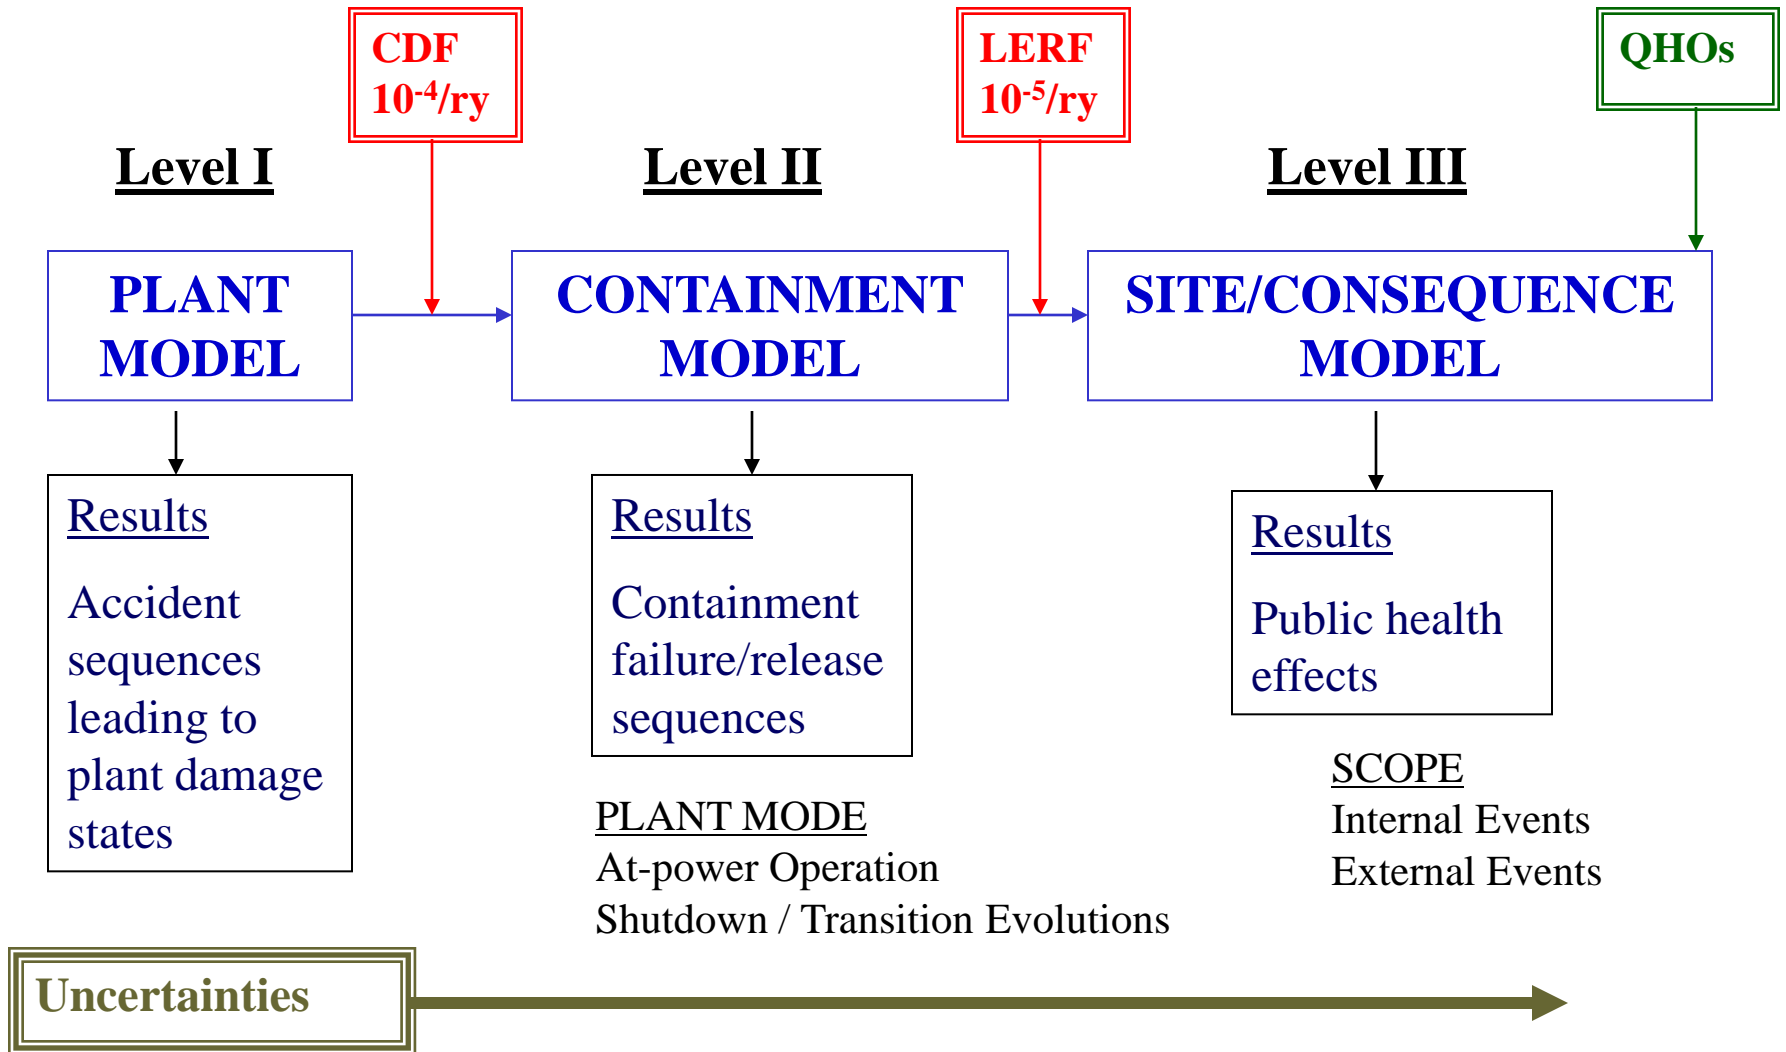 CDF
10⁻⁴/ry
LERF
10⁻⁵/ry
QHOs
Level I
Level II
Level III
PLANT
MODEL
CONTAINMENT
MODEL
SITE/CONSEQUENCE
MODEL
Results
Accident
sequences
leading to
plant damage
states
Results
Containment
failure/release
sequences
Results
Public health
effects
PLANT MODE
At-power Operation
Shutdown / Transition Evolutions
SCOPE
Internal Events
External Events
Uncertainties